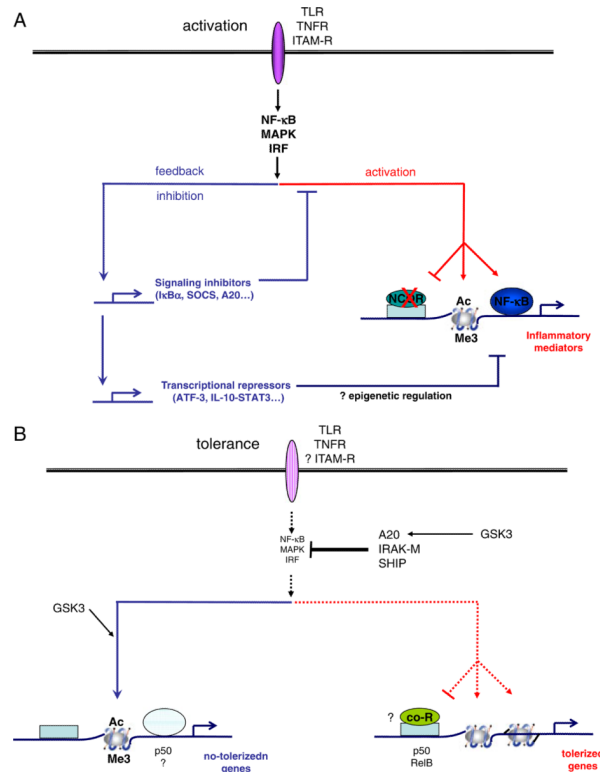 A
activation
TLR
TNFR
ITAM-R
NF-κB
MAPK
IRF
feedback
inhibition
activation
Signaling inhibitors
(IκBα, SOCS, A20...)
NCOR
Ac
NF-κB
Me3
Inflammatory
mediators
Transcriptional repressors
(ATF-3, IL-10-STAT3...)
? epigenetic regulation
B
tolerance
TLR
TNFR
? ITAM-R
NF-κB
MAPK
IRF
A20
IRAK-M
SHIP
GSK3
GSK3
Ac
Me3
p50
?
no-tolerizedn
genes
? co-R
p50
RelB
tolerized
genes